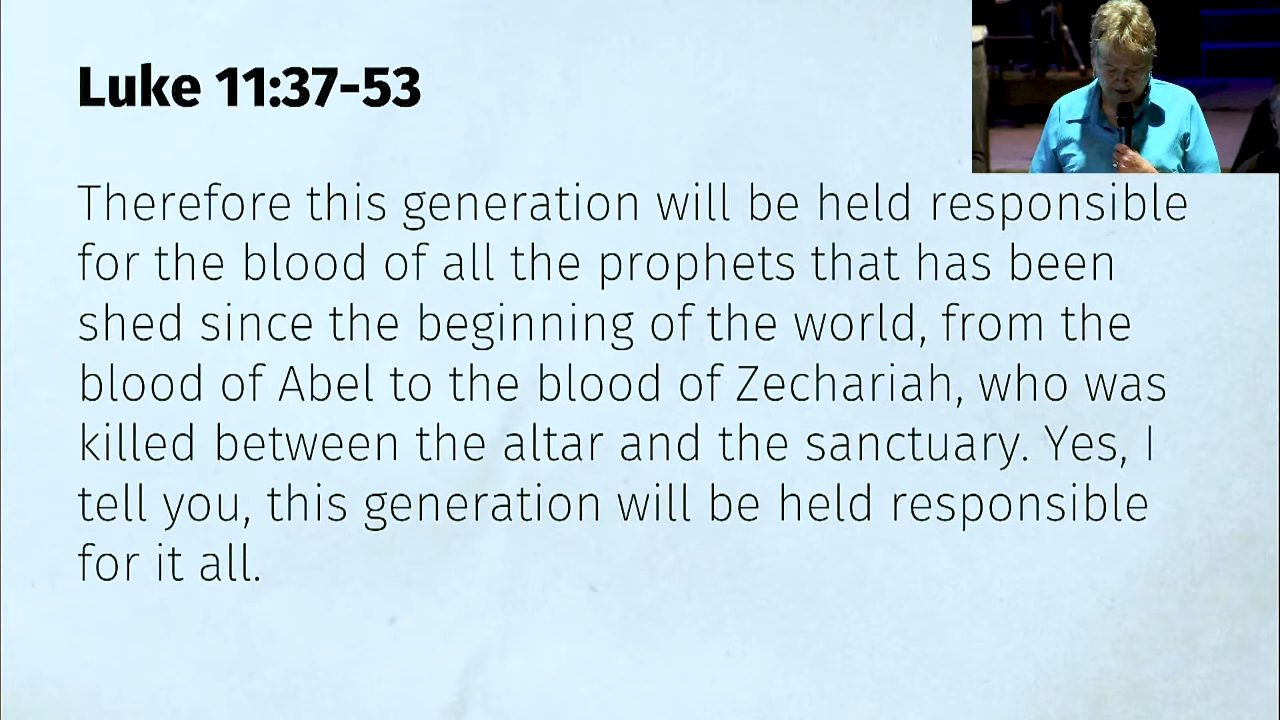 Luke 11:37-53
Therefore this generation will be held responsible
for the blood of all the prophets that has been
shed since the beginning of the world, from the
blood of Abel to the blood of Zechariah, who was
killed between the altar and the sanctuary. Yes, I
tell you, this generation will be held responsible
for it all.